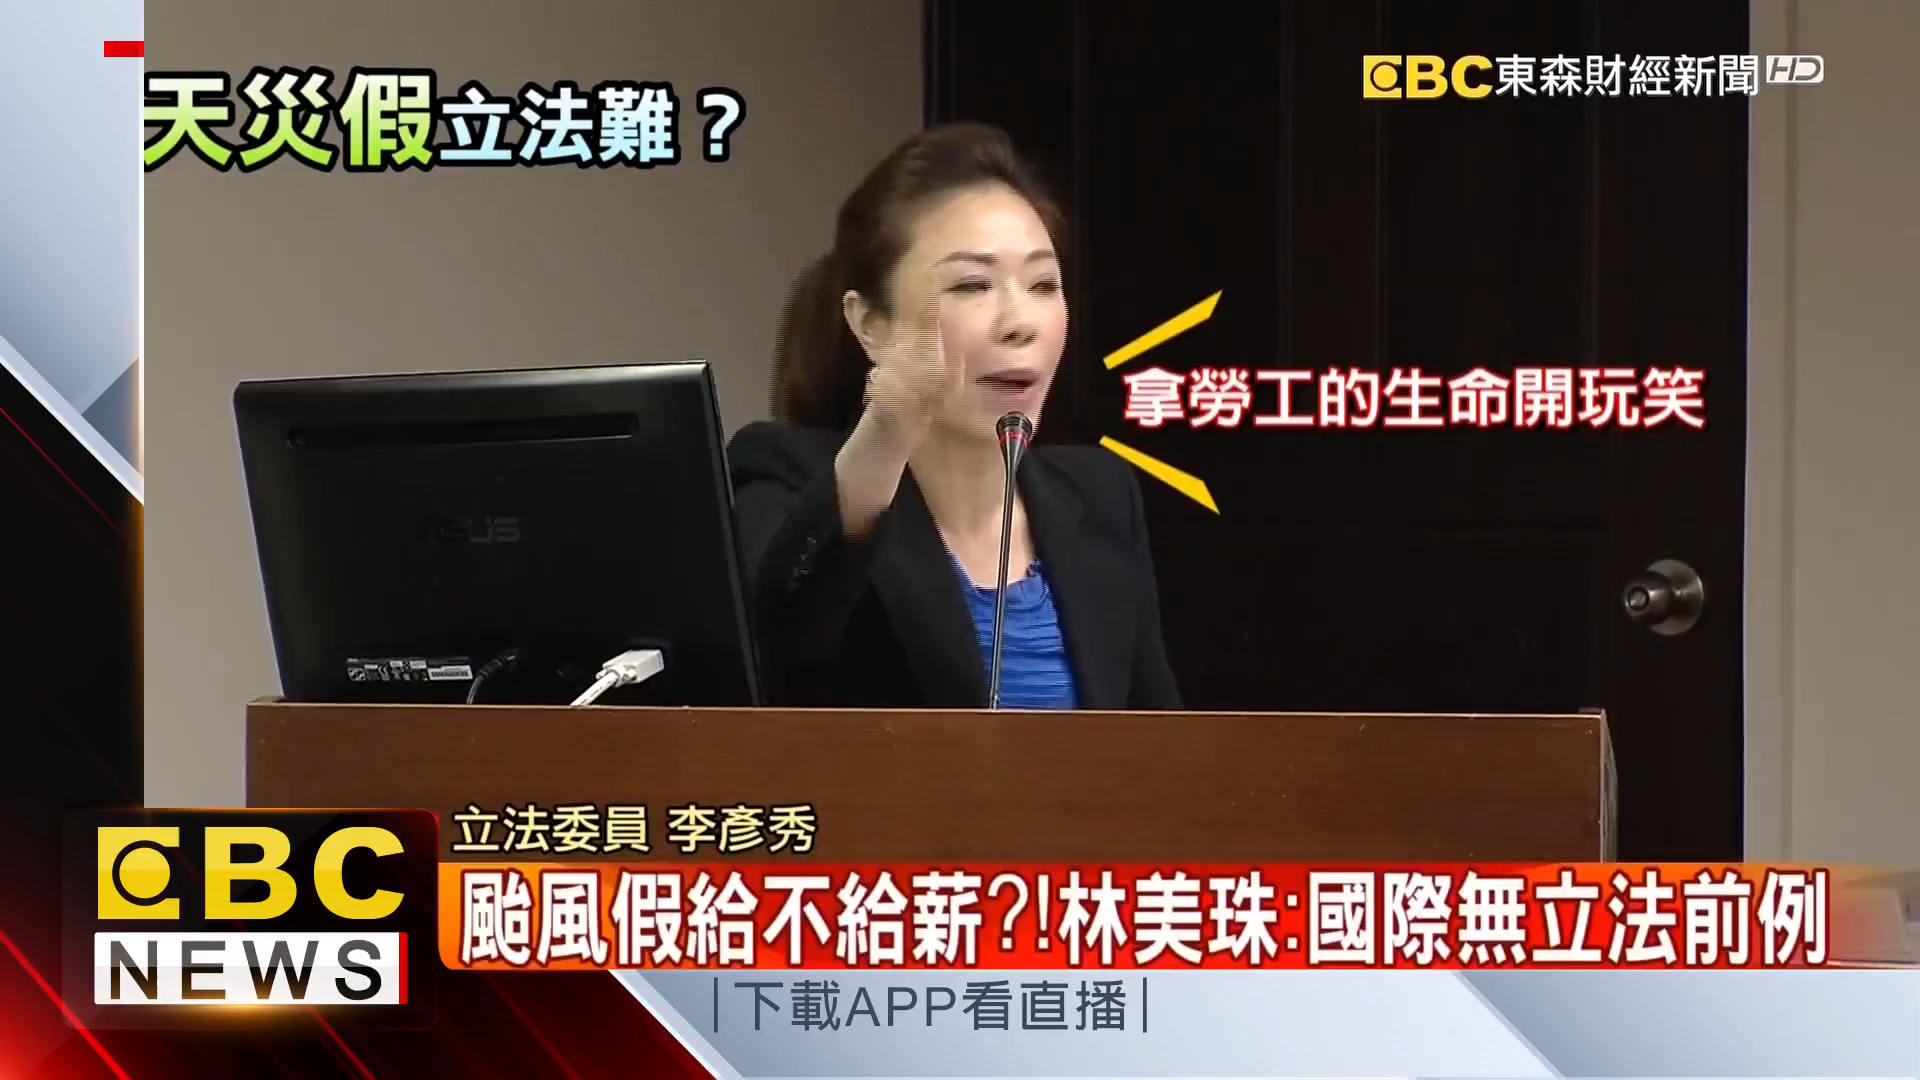 天災假立法難？
EBC東森財經新聞HD
拿勞工的生命開玩笑
ASUS
立法委員 李彥秀
颱風假給不給薪?!林美珠:國際無立法前例
EBC
NEWS
|下載APP看直播|